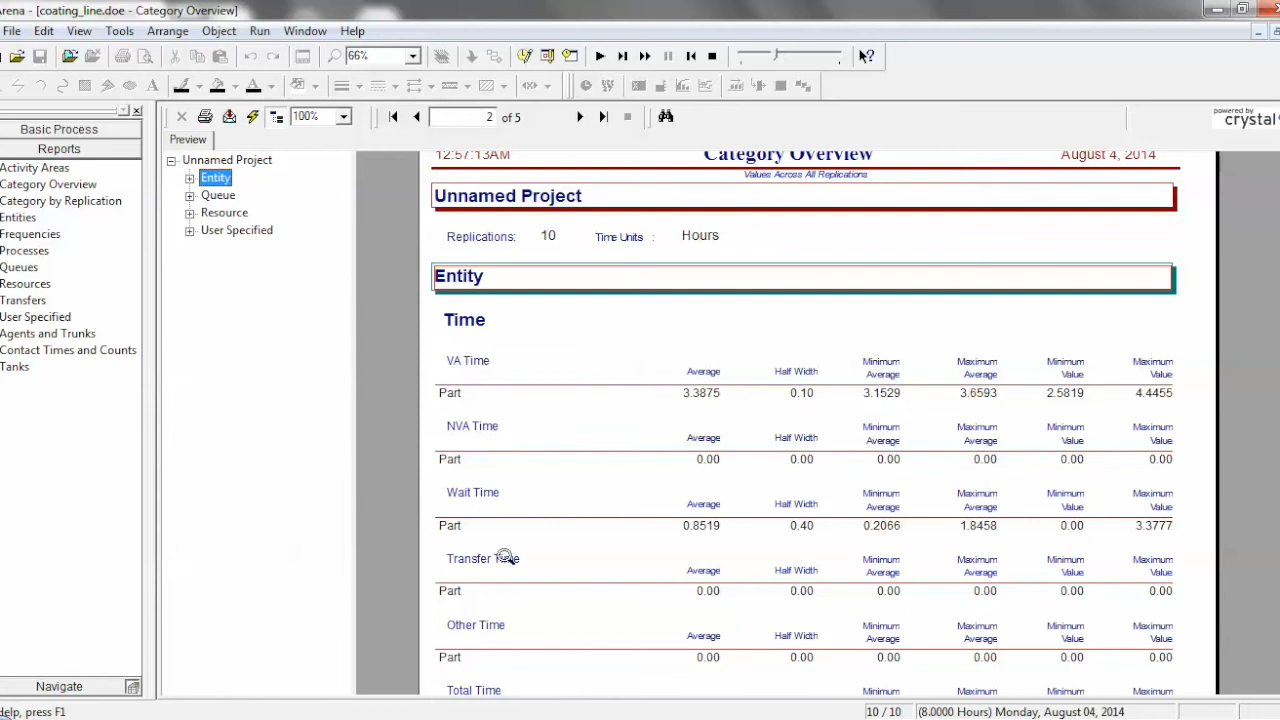 Arena - [coating_line.doe - Category Overview]
File Edit View Tools Arrange Object Run Window Help
66%
Basic Process
Reports
Activity Areas
Category Overview
Category by Replication
Entities
Frequencies
Processes
Queues
Resources
Transfers
User Specified
Agents and Trunks
Contact Times and Counts
Tanks
Navigate
100%
2 of 5
powered by
crystal
Preview
Unnamed Project
Entity
Queue
Resource
User Specified
12:57:13AM Category Overview August 4, 2014
Values Across All Replications
Unnamed Project
Replications: 10 Time Units : Hours
Entity
Time
VA Time Average Half Width Minimum Average Maximum Average Minimum Value Maximum Value
Part 3.3875 0.10 3.1529 3.6593 2.5819 4.4455
NVA Time Average Half Width Minimum Average Maximum Average Minimum Value Maximum Value
Part 0.00 0.00 0.00 0.00 0.00 0.00
Wait Time Average Half Width Minimum Average Maximum Average Minimum Value Maximum Value
Part 0.8519 0.40 0.2066 1.8458 0.00 3.3777
Transfer Time Average Half Width Minimum Average Maximum Average Minimum Value Maximum Value
Part 0.00 0.00 0.00 0.00 0.00 0.00
Other Time Average Half Width Minimum Average Maximum Average Minimum Value Maximum Value
Part 0.00 0.00 0.00 0.00 0.00 0.00
Total Time Minimum Maximum Minimum Maximum
Help, press F1
10 / 10 (8.0000 Hours) Monday, August 04, 2014